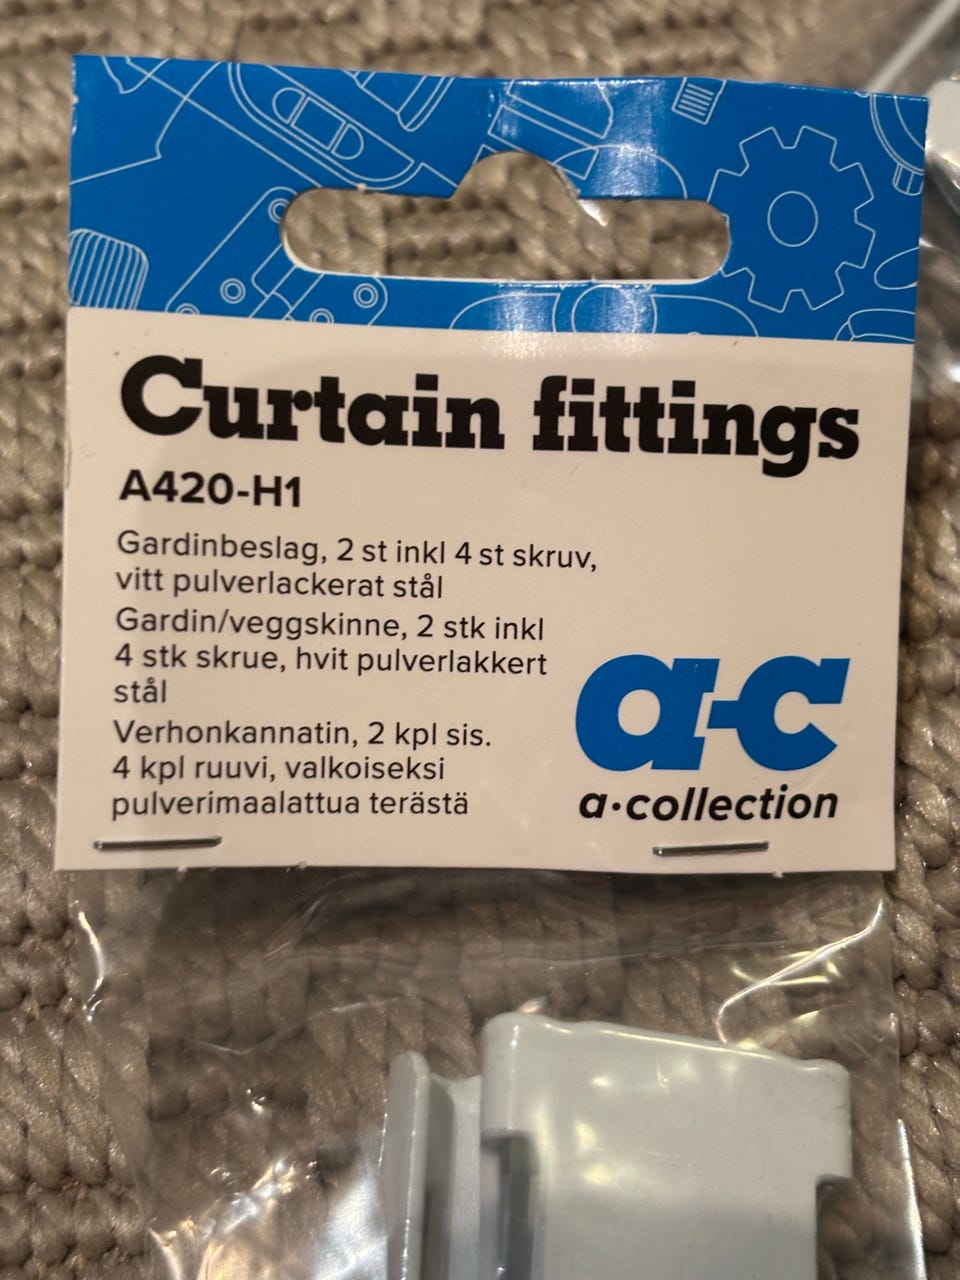 Curtain fittings
A420-H1
Gardinbeslag, 2 st inkl 4 st skruv,
vitt pulverlackerat stål
Gardin/veggskinne, 2 stk inkl
4 stk skrue, hvit pulverlakkert
stål
Verhonkannatin, 2 kpl sis.
4 kpl ruuvi, valkoiseksi
pulverimaalattua terästä
a-c
a•collection